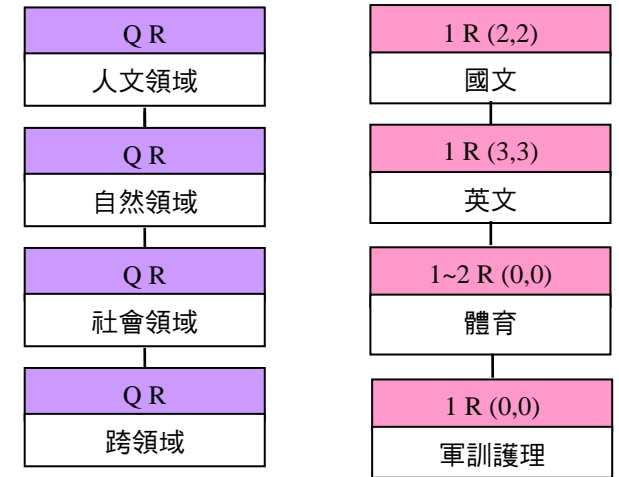 Q R
人文領域
Q R
自然領域
Q R
社會領域
Q R
跨領域
1 R (2,2)
國文
1 R (3,3)
英文
1~2 R (0,0)
體育
1 R (0,0)
軍訓護理